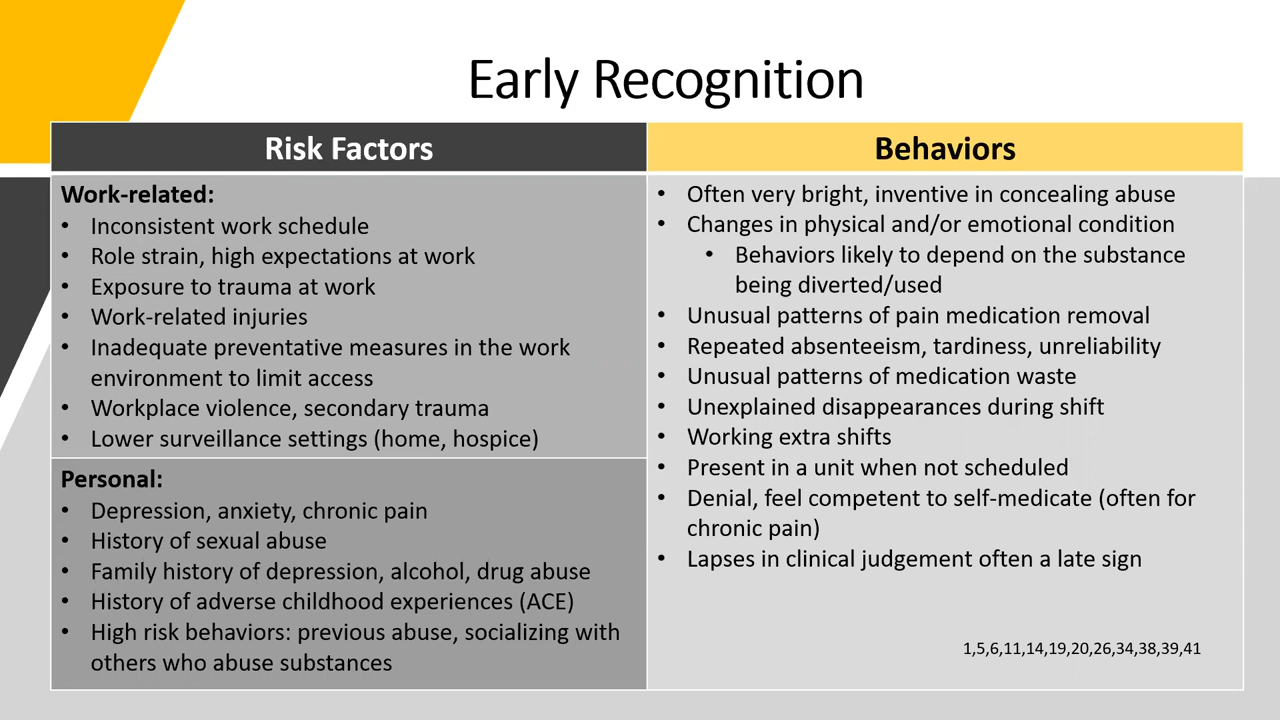 Early Recognition
Risk Factors
Work-related:
• Inconsistent work schedule
• Role strain, high expectations at work
• Exposure to trauma at work
• Work-related injuries
• Inadequate preventative measures in the work
environment to limit access
• Workplace violence, secondary trauma
• Lower surveillance settings (home, hospice)
Personal:
• Depression, anxiety, chronic pain
• History of sexual abuse
• Family history of depression, alcohol, drug abuse
• History of adverse childhood experiences (ACE)
• High risk behaviors: previous abuse, socializing with
others who abuse substances
Behaviors
• Often very bright, inventive in concealing abuse
• Changes in physical and/or emotional condition
• Behaviors likely to depend on the substance
being diverted/used
• Unusual patterns of pain medication removal
• Repeated absenteeism, tardiness, unreliability
• Unusual patterns of medication waste
• Unexplained disappearances during shift
• Working extra shifts
• Present in a unit when not scheduled
• Denial, feel competent to self-medicate (often for
chronic pain)
• Lapses in clinical judgement often a late sign
1,5,6,11,14,19,20,26,34,38,39,41